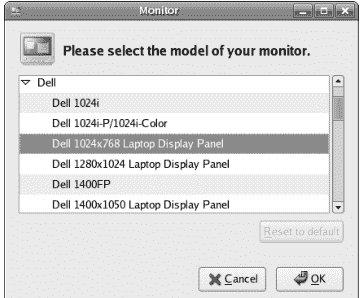 Monitor
Please select the model of your monitor.
Dell
Dell 1024i
Dell 1024i-P/1024i-Color
Dell 1024x768 Laptop Display Panel
Dell 1280x1024 Laptop Display Panel
Dell 1400FP
Dell 1400x1050 Laptop Display Panel
Reset to default
Cancel
OK